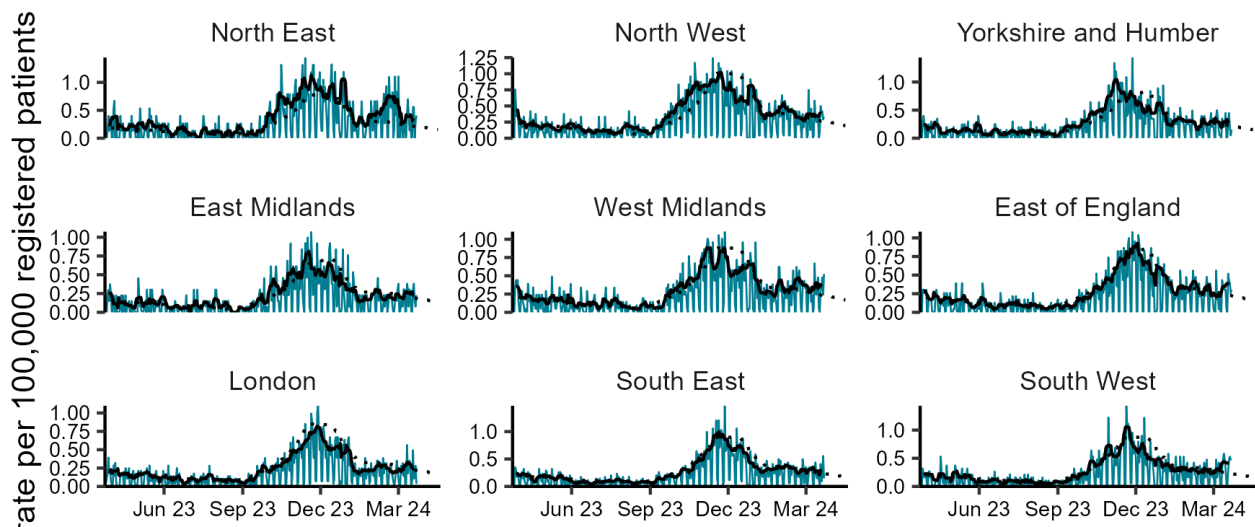 rate per 100,000 registered patients
North East
North West
Yorkshire and Humber
1.0
0.5
0.0
1.25
1.00
0.75
0.50
0.25
0.00
1.0
0.5
0.0
East Midlands
West Midlands
East of England
1.00
0.75
0.50
0.25
0.00
1.00
0.75
0.50
0.25
0.00
1.00
0.75
0.50
0.25
0.00
London
South East
South West
1.00
0.75
0.50
0.25
0.00
1.0
0.5
0.0
1.0
0.5
0.0
Jun 23 Sep 23 Dec 23 Mar 24
Jun 23 Sep 23 Dec 23 Mar 24
Jun 23 Sep 23 Dec 23 Mar 24